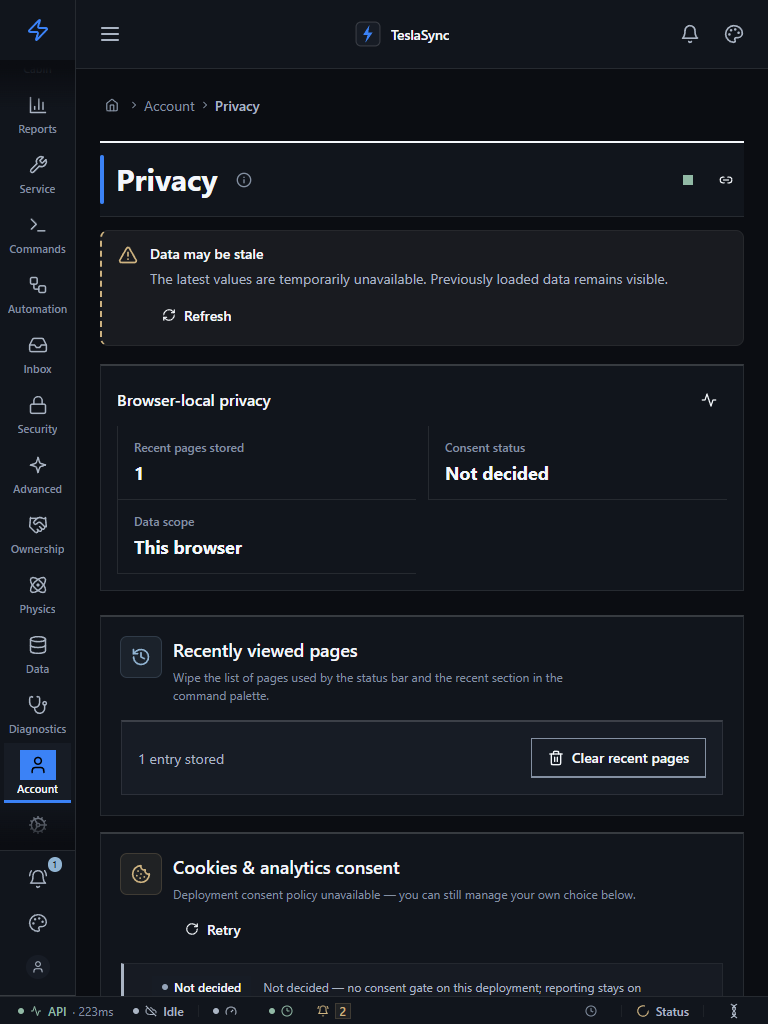 TeslaSync
Reports
Service
Commands
Automation
Inbox
Security
Advanced
Ownership
Physics
Data
Diagnostics
Account
1
Account
Privacy
Privacy
Data may be stale
The latest values are temporarily unavailable. Previously loaded data remains visible.
Refresh
Browser-local privacy
Recent pages stored
1
Consent status
Not decided
Data scope
This browser
Recently viewed pages
Wipe the list of pages used by the status bar and the recent section in the
command palette.
1 entry stored
Clear recent pages
Cookies & analytics consent
Deployment consent policy unavailable — you can still manage your own choice below.
Retry
Not decided
Not decided — no consent gate on this deployment; reporting stays on
API · 223ms
Idle
2
Status